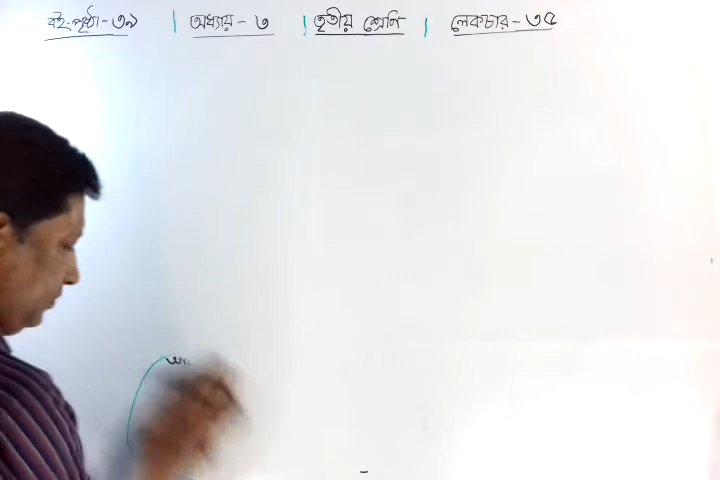 বই-পৃষ্ঠা-৩৯ | অধ্যায়-৩ | তৃতীয় শ্রেণি | লেকচার-৩৫